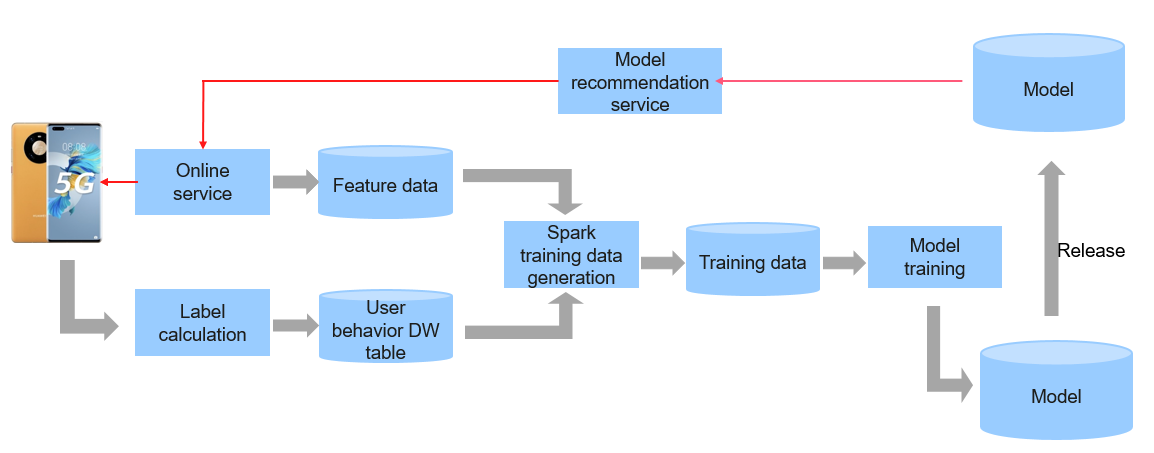 Model
recommendation
service
Model
08:08
5G
Online
service
Feature data
Spark
training data
generation
Training data
Model
training
Release
Label
calculation
User
behavior DW
table
Model